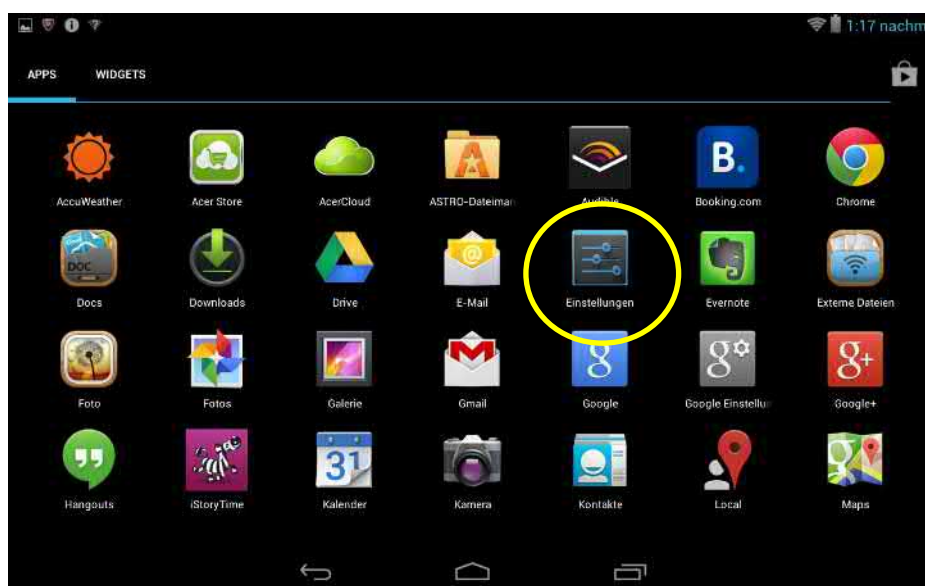 1:17 nachm
APPS WIDGETS
AccuWeather Acer Store AcerCloud ASTRO-Dateiman Audible Booking.com Chrome
Docs Downloads Drive E-Mail Einstellungen Evernote Externe Dateien
Foto Fotos Galerie Gmail Google Google Einstellu Google+
Hangouts iStoryTime Kalender Kamera Kontakte Local Maps
B.
DOC
@
g
g
g+
31
g